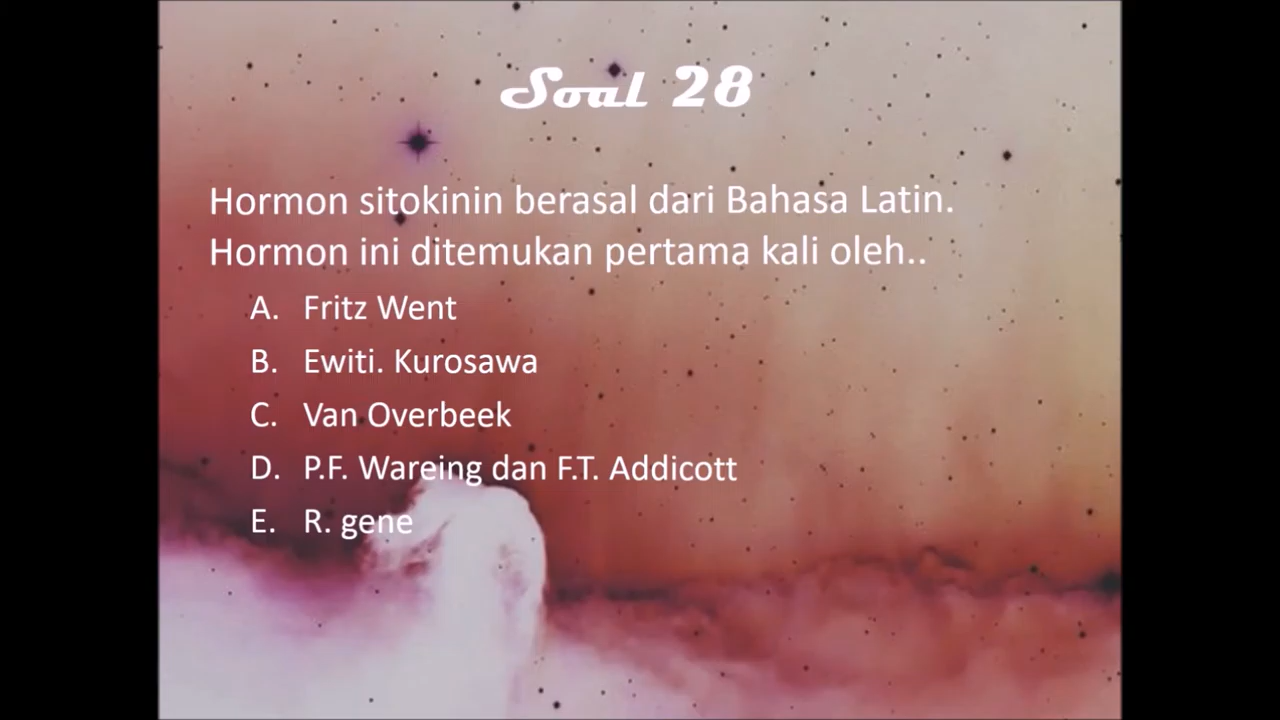 Soal 28
Hormon sitokinin berasal dari Bahasa Latin.
Hormon ini ditemukan pertama kali oleh..
A. Fritz Went
B. Ewiti. Kurosawa
C. Van Overbeek
D. P.F. Wareing dan F.T. Addicott
E. R. gene